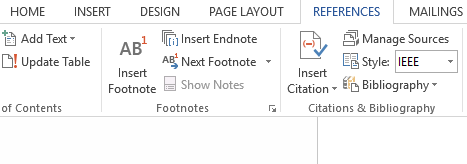 HOME INSERT DESIGN PAGE LAYOUT REFERENCES MAILINGS
Add Text
Update Table
of Contents
AB1
Insert
Footnote
Insert Endnote
AB1 Next Footnote
Show Notes
Footnotes
Insert
Citation
Manage Sources
Style: IEEE
Bibliography
Citations & Bibliography